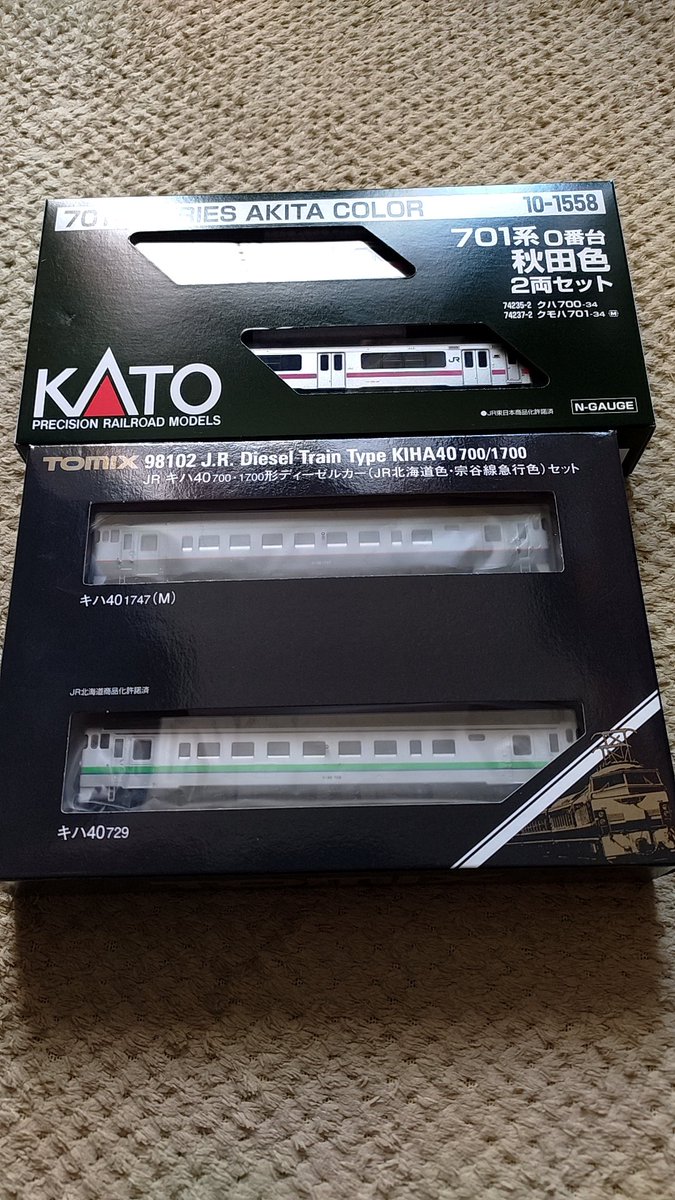 701 SERIES AKITA COLOR 10-1558
701系 0番台
秋田色
2両セット
74235-2 クハ700-34
74237-2 クモハ701-34 M
JR
KATO
PRECISION RAILROAD MODELS
●JR東日本商品化許諾済
N-GAUGE
TOMIX 98102 J.R. Diesel Train Type KIHA40 700/1700
JR キハ40 700・1700形ディーゼルカー(JR北海道色・宗谷線急行色)セット
キハ40 1747(M)
JR北海道商品化許諾済
キハ40 729